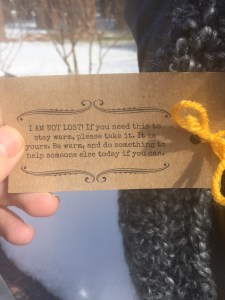 I AM NOT LOST! If you need this to
stay warm, please take it. It is
yours. Be warm, and do something to
help someone else today if you can.